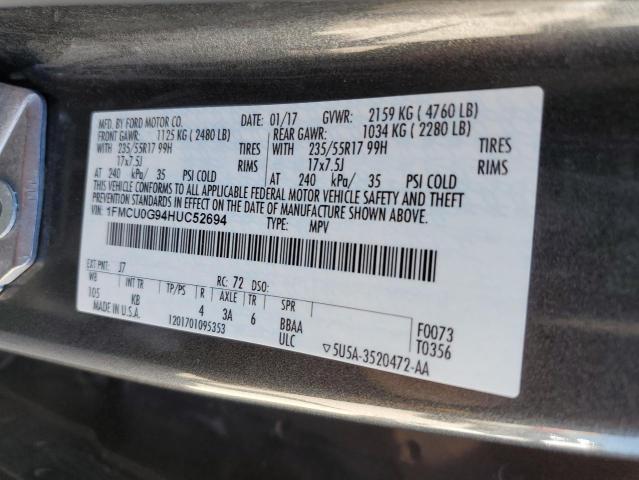 MFD. BY FORD MOTOR CO. 01/17 GVWR: 2159 KG ( 4760 LB)
FRONT GAWR: 1125 KG ( 2480 LB) REAR GAWR: 1034 KG ( 2280 LB)
WITH 235/55R17 99H TIRES WITH 235/55R17 99H TIRES
17x7.5J RIMS 17x7.5J RIMS
AT 240 kPa/ 35 PSI COLD AT 240 kPa/ 35 PSI COLD
THIS VEHICLE CONFORMS TO ALL APPLICABLE FEDERAL MOTOR VEHICLE SAFETY AND THEFT
PREVENTION STANDARDS IN EFFECT ON THE DATE OF MANUFACTURE SHOWN ABOVE.
VIN: 1FMCU0G94HUC52694 TYPE: MPV
EXT PNT: J7 RC: 72 DSO:
WB INT TR TP/PS R AXLE TR SPR
105 KB 4 3A 6 BBAA F0073
MADE IN U.S.A. 1201701095353 ULC T0356
▽5U5A-3520472-AA